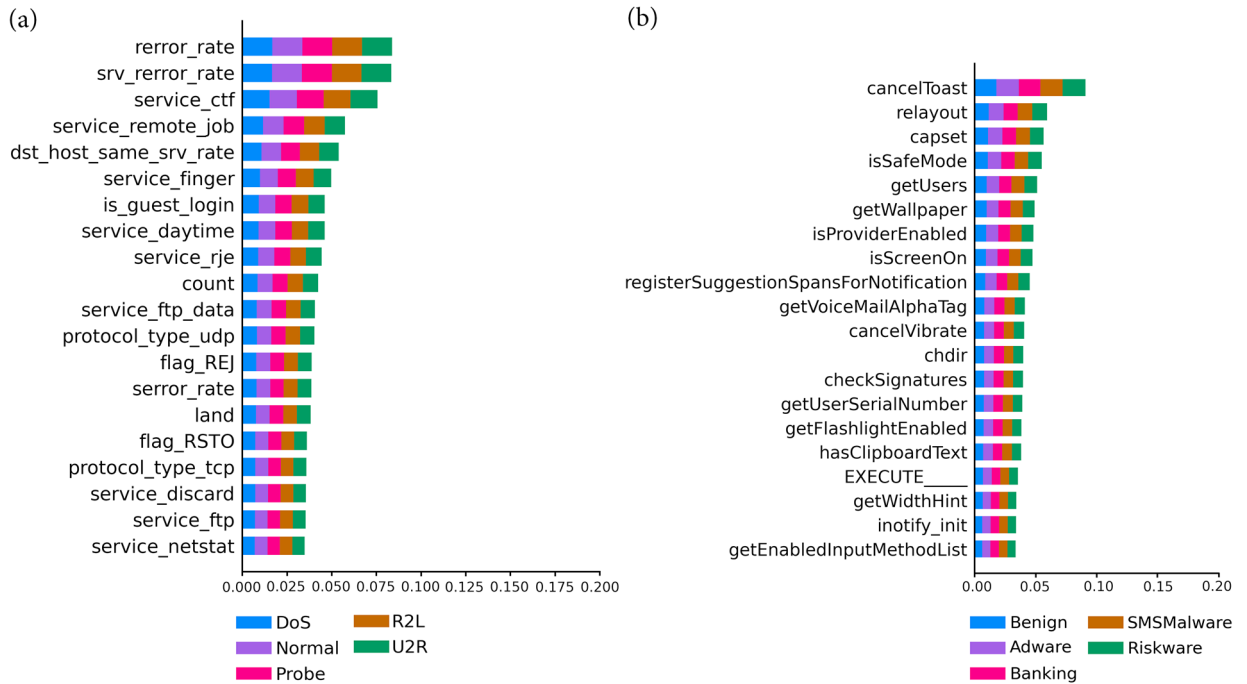 (a)
rerror_rate
srv_rerror_rate
service_ctf
service_remote_job
dst_host_same_srv_rate
service_finger
is_guest_login
service_daytime
service_rje
count
service_ftp_data
protocol_type_udp
flag_REJ
serror_rate
land
flag_RSTO
protocol_type_tcp
service_discard
service_ftp
service_netstat
0.000 0.025 0.050 0.075 0.100 0.125 0.150 0.175 0.200
DoS
Normal
Probe
R2L
U2R
(b)
cancelToast
relayout
capset
isSafeMode
getUsers
getWallpaper
isProviderEnabled
isScreenOn
registerSuggestionSpansForNotification
getVoiceMailAlphaTag
cancelVibrate
chdir
checkSignatures
getUserSerialNumber
getFlashlightEnabled
hasClipboardText
EXECUTE_____
getWidthHint
inotify_init
getEnabledInputMethodList
0.00 0.05 0.10 0.15 0.20
Benign
Adware
Banking
SMSMalware
Riskware